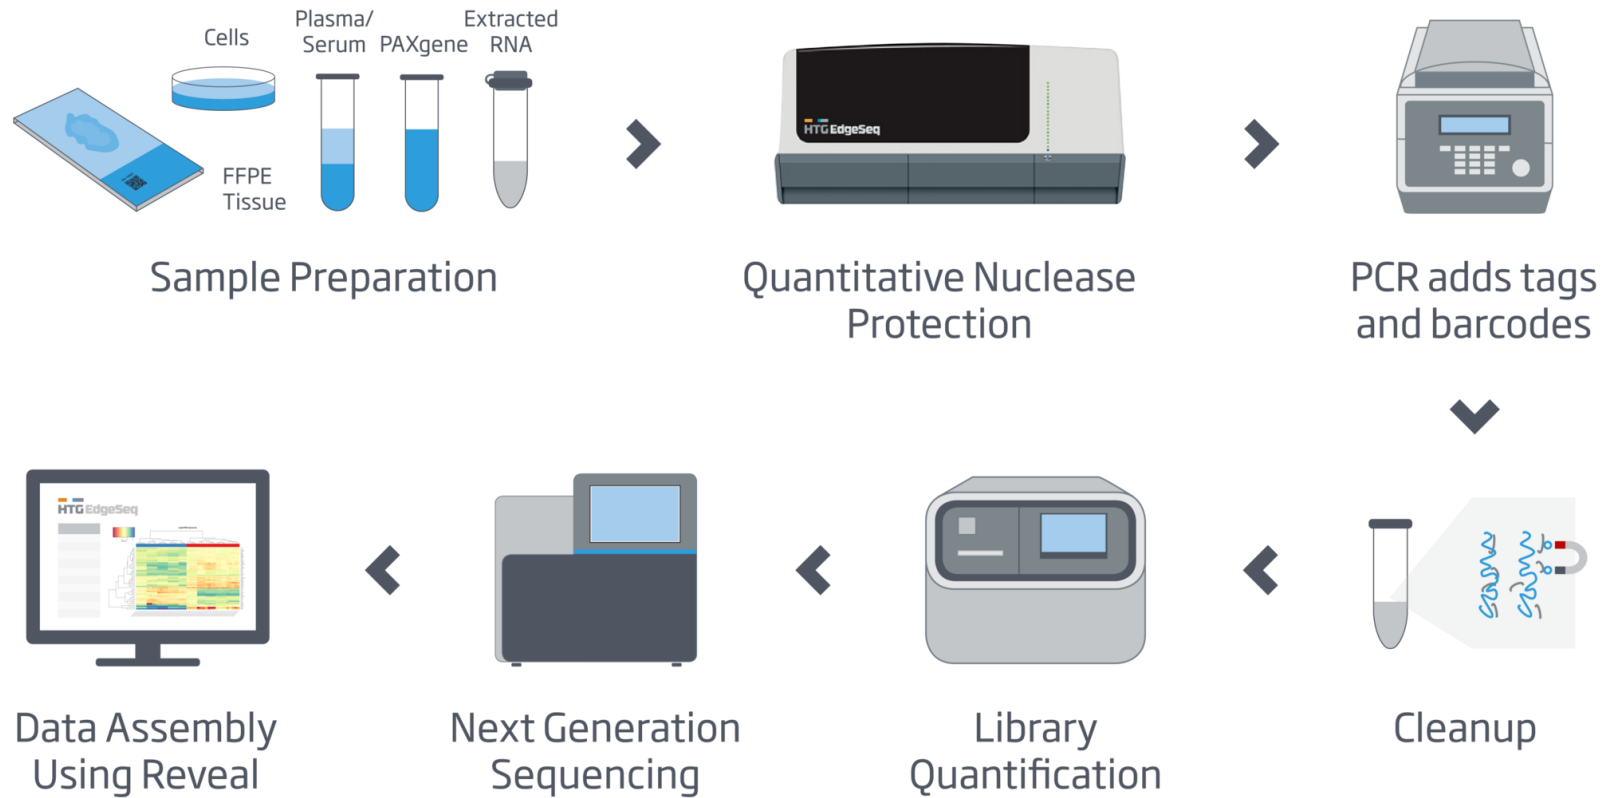 Plasma/
Serum
Cells
PAXgene
Extracted
RNA
FFPE
Tissue
HTG EdgeSeq
Sample Preparation
Quantitative Nuclease
Protection
PCR adds tags
and barcodes
HTG EdgeSeq
Data Assembly
Using Reveal
Next Generation
Sequencing
Library
Quantification
Cleanup